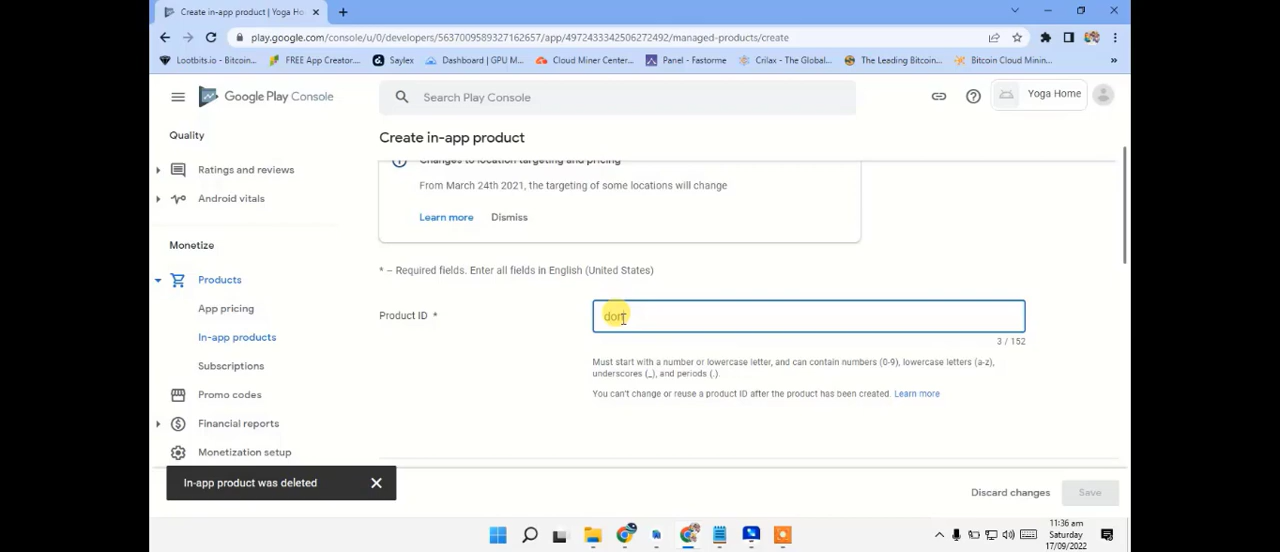 Create in-app product | Yoga Ho
play.google.com/console/u/0/developers/5637009589327162657/app/4972433342506272492/managed-products/create
Lootbits.io - Bitcoin...
FREE App Creator....
Saylex
Dashboard | GPU M...
Cloud Miner Center...
Panel - Fastorme
Crilax - The Global...
The Leading Bitcoin...
Bitcoin Cloud Minin...
»
Google Play Console
Search Play Console
Yoga Home
Quality
Ratings and reviews
Android vitals
Monetize
Products
App pricing
In-app products
Subscriptions
Promo codes
Financial reports
Monetization setup
Create in-app product
Changes to location targeting and pricing
From March 24th 2021, the targeting of some locations will change
Learn more Dismiss
* – Required fields. Enter all fields in English (United States)
Product ID *
3 / 152
Must start with a number or lowercase letter, and can contain numbers (0-9), lowercase letters (a-z),
underscores (_), and periods (.)
You can't change or reuse a product ID after the product has been created. Learn more
In-app product was deleted
Discard changes Save
11:36 am
Saturday
17/09/2022